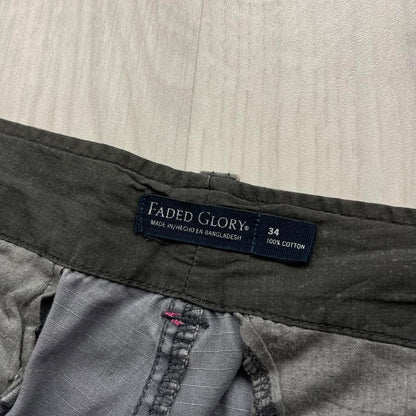 FADED GLORY®
MADE IN/HECHO EN BANGLADESH
34
100% COTTON